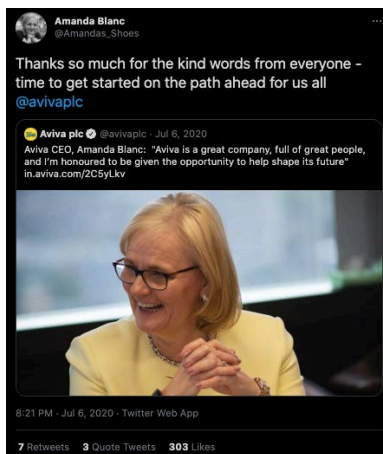 Amanda Blanc
@Amandas_Shoes
Thanks so much for the kind words from everyone -
time to get started on the path ahead for us all
@avivaplc
Aviva plc @avivaplc · Jul 6, 2020
Aviva CEO, Amanda Blanc: "Aviva is a great company, full of great people,
and I'm honoured to be given the opportunity to help shape its future"
in.aviva.com/2C5yLkv
8:21 PM · Jul 6, 2020 · Twitter Web App
7 Retweets 3 Quote Tweets 303 Likes